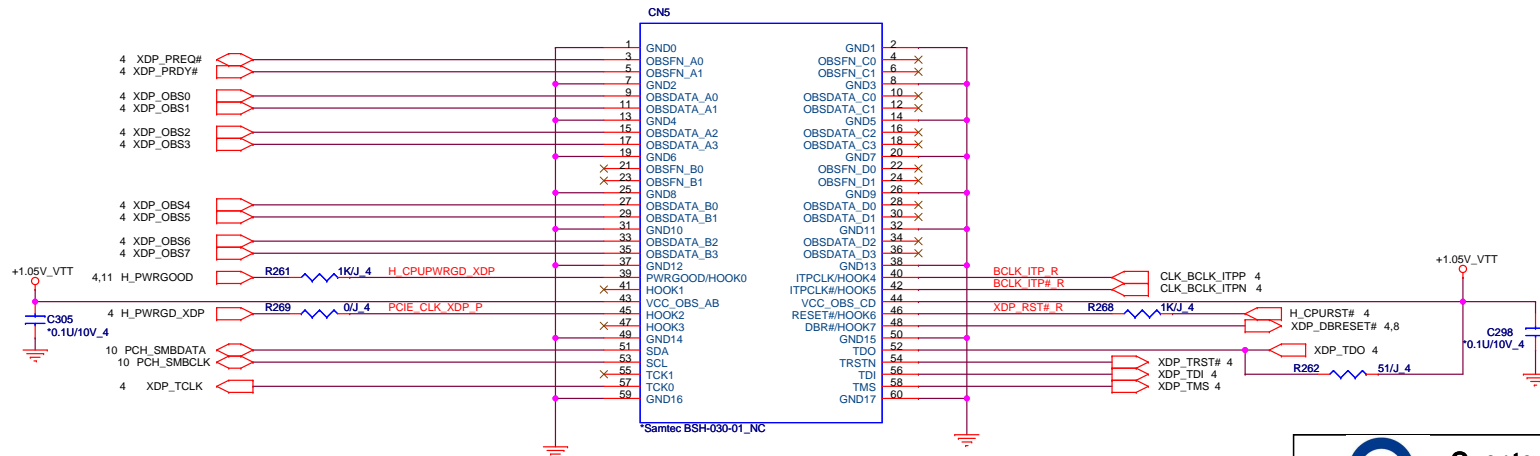 CN5
1 GND0 GND1 2
4 XDP_PREQ# 3 OBSFN_A0 OBSFN_C0 4
4 XDP_PRDY# 5 OBSFN_A1 OBSFN_C1 6
7 GND2 GND3 8
4 XDP_OBS0 9 OBSDATA_A0 OBSDATA_C0 10
4 XDP_OBS1 11 OBSDATA_A1 OBSDATA_C1 12
13 GND4 GND5 14
4 XDP_OBS2 15 OBSDATA_A2 OBSDATA_C2 16
4 XDP_OBS3 17 OBSDATA_A3 OBSDATA_C3 18
19 GND6 GND7 20
21 OBSFN_B0 OBSFN_D0 22
23 OBSFN_B1 OBSFN_D1 24
25 GND8 GND9 26
4 XDP_OBS4 27 OBSDATA_B0 OBSDATA_D0 28
4 XDP_OBS5 29 OBSDATA_B1 OBSDATA_D1 30
31 GND10 GND11 32
4 XDP_OBS6 33 OBSDATA_B2 OBSDATA_D2 34
4 XDP_OBS7 35 OBSDATA_B3 OBSDATA_D3 36
37 GND12 GND13 38
+1.05V_VTT 4,11 H_PWRGOOD R261 1K/J_4 H_CPUPWRGD_XDP 39 PWRGOOD/HOOK0 ITPCLK/HOOK4 40 BCLK_ITP_R CLK_BCLK_ITPP 4 +1.05V_VTT
41 HOOK1 ITPCLK#/HOOK5 42 BCLK_ITP#_R CLK_BCLK_ITPN 4
43 VCC_OBS_AB VCC_OBS_CD 44
C305 4 H_PWRGD_XDP R269 0/J_4 PCIE_CLK_XDP_P 45 HOOK2 RESET#/HOOK6 46 XDP_RST#_R R268 1K/J_4 H_CPURST# 4
*0.1U/10V_4 47 HOOK3 DBR#/HOOK7 48 XDP_DBRESET# 4,8 C298
49 GND14 GND15 50 *0.1U/10V_4
10 PCH_SMBDATA 51 SDA TDO 52 XDP_TDO 4
10 PCH_SMBCLK 53 SCL TRSTN 54 XDP_TRST# 4
55 TCK1 TDI 56 XDP_TDI 4 R262 51/J_4
4 XDP_TCLK 57 TCK0 TMS 58 XDP_TMS 4
59 GND16 GND17 60
*Samtec BSH-030-01_NC